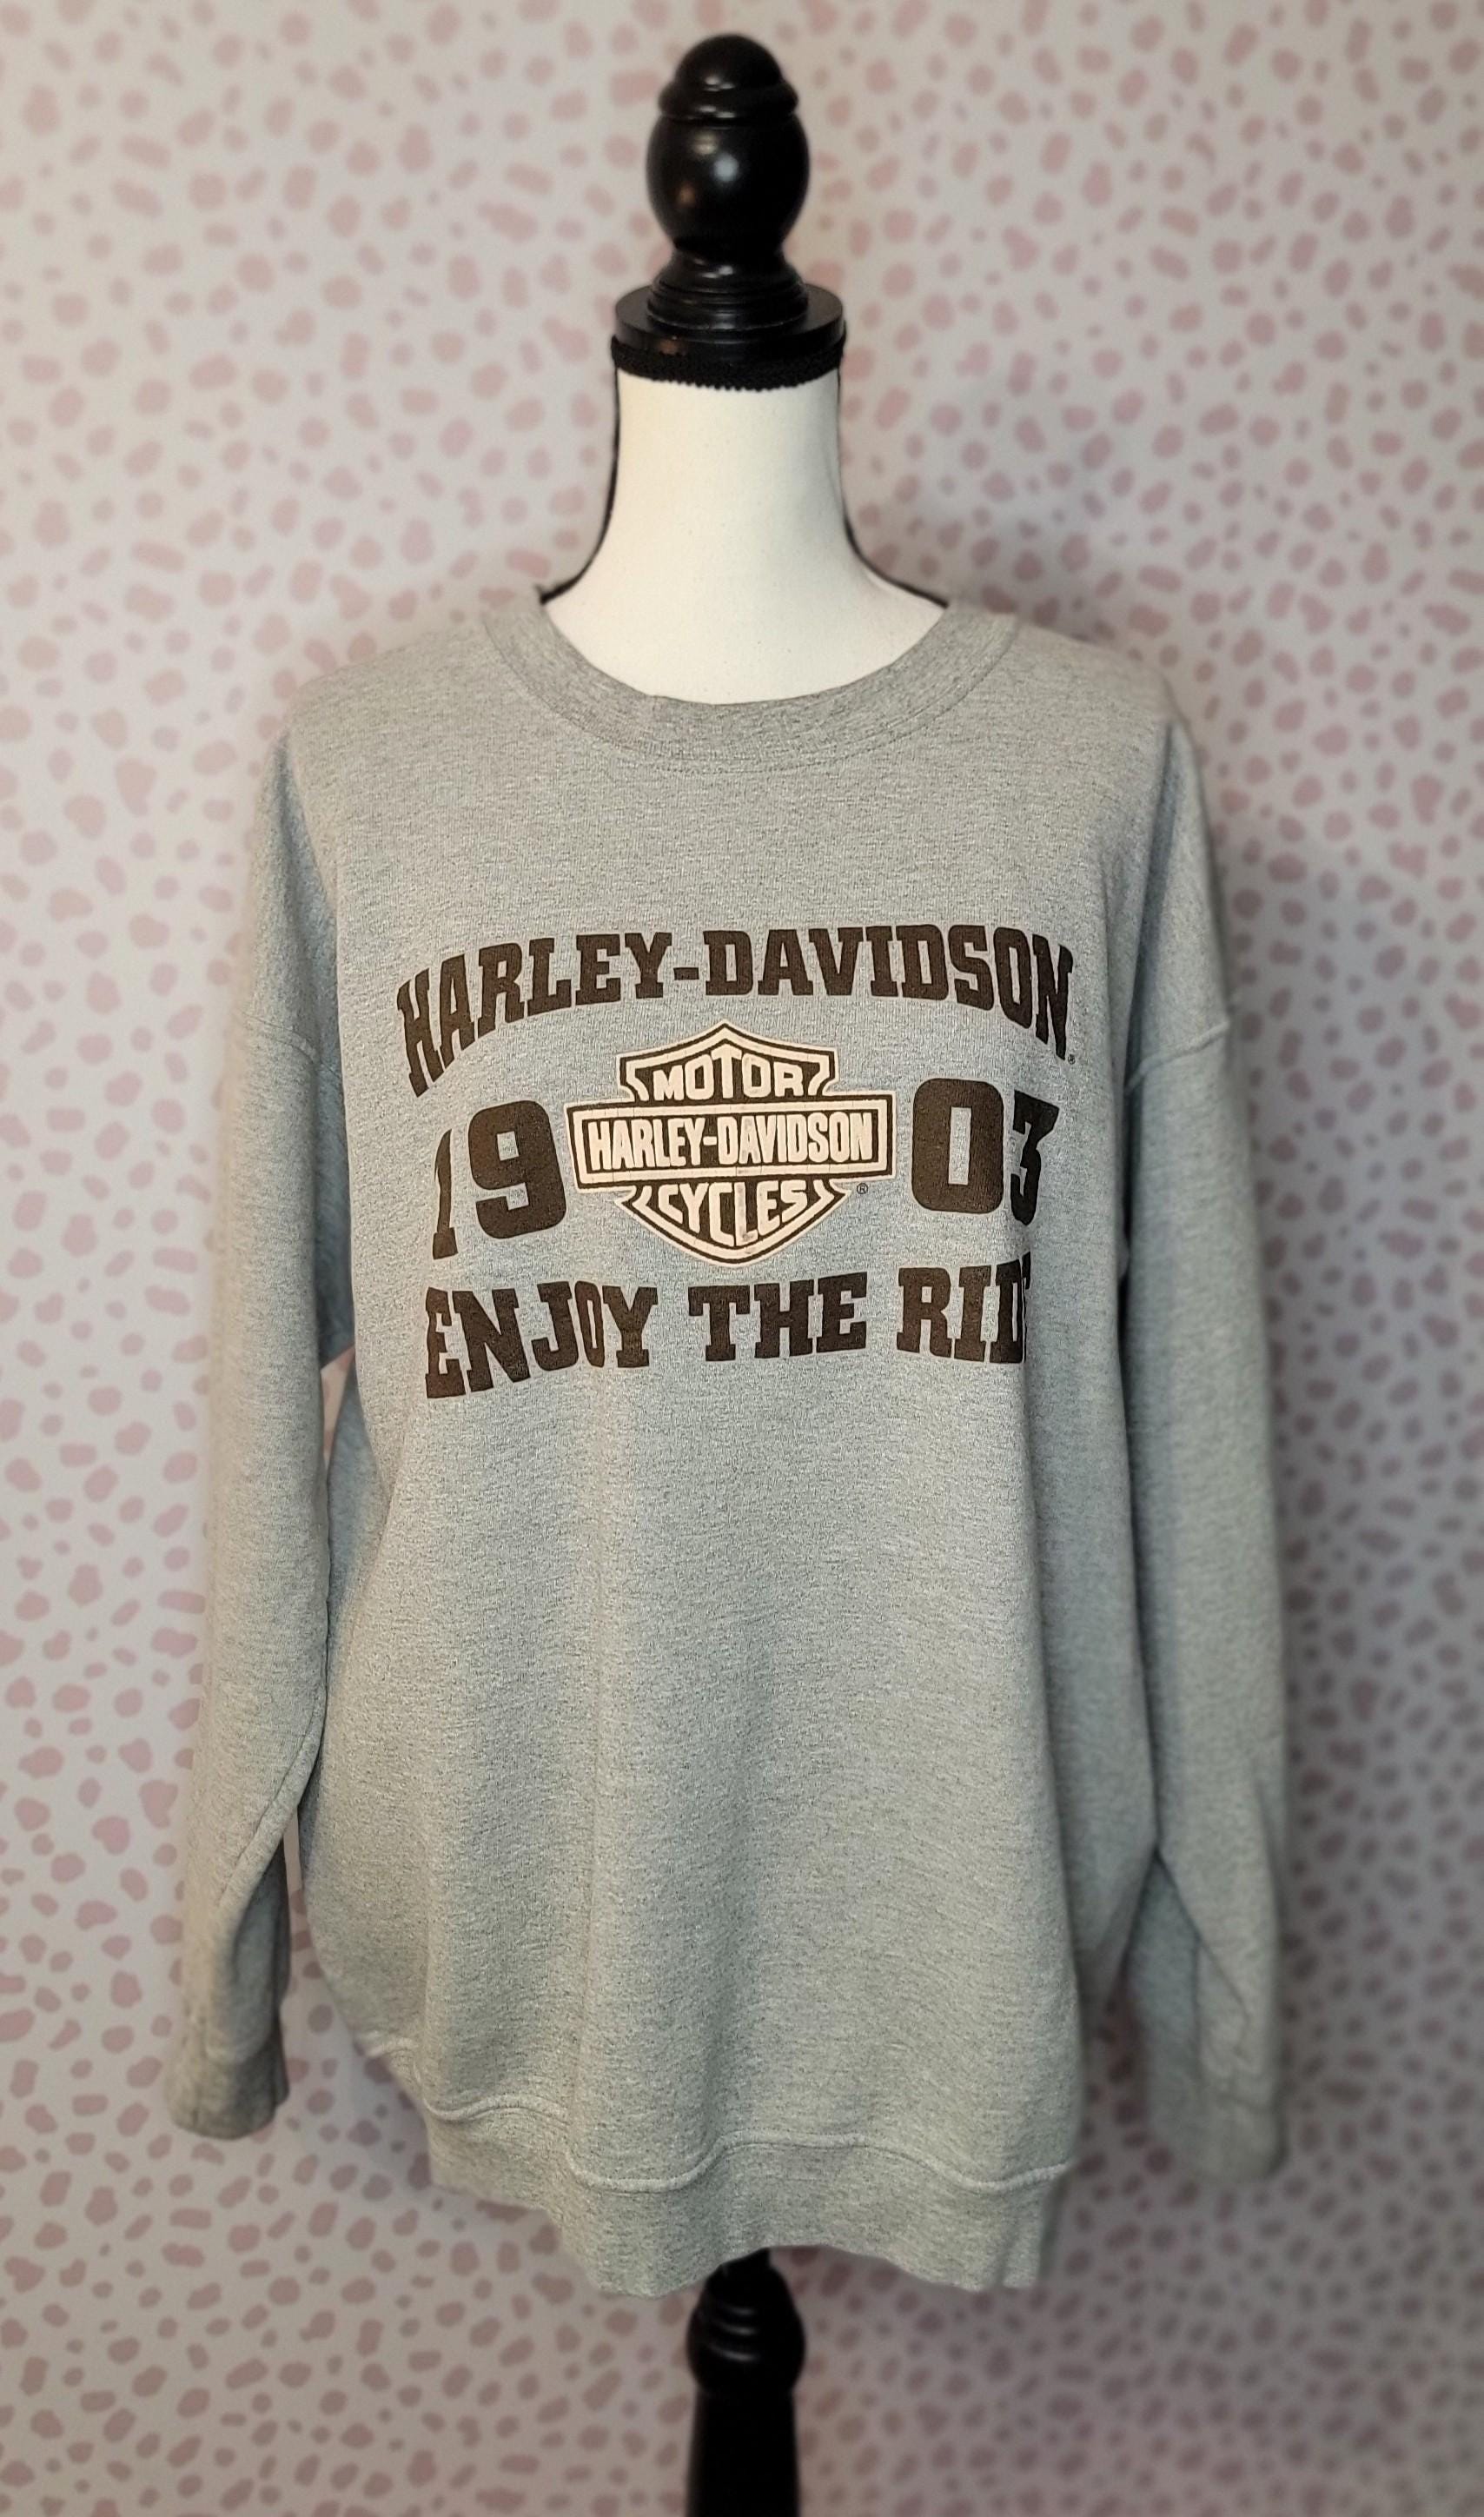 HARLEY-DAVIDSON®
19 03
MOTOR
HARLEY-DAVIDSON
CYCLES ®
ENJOY THE RID